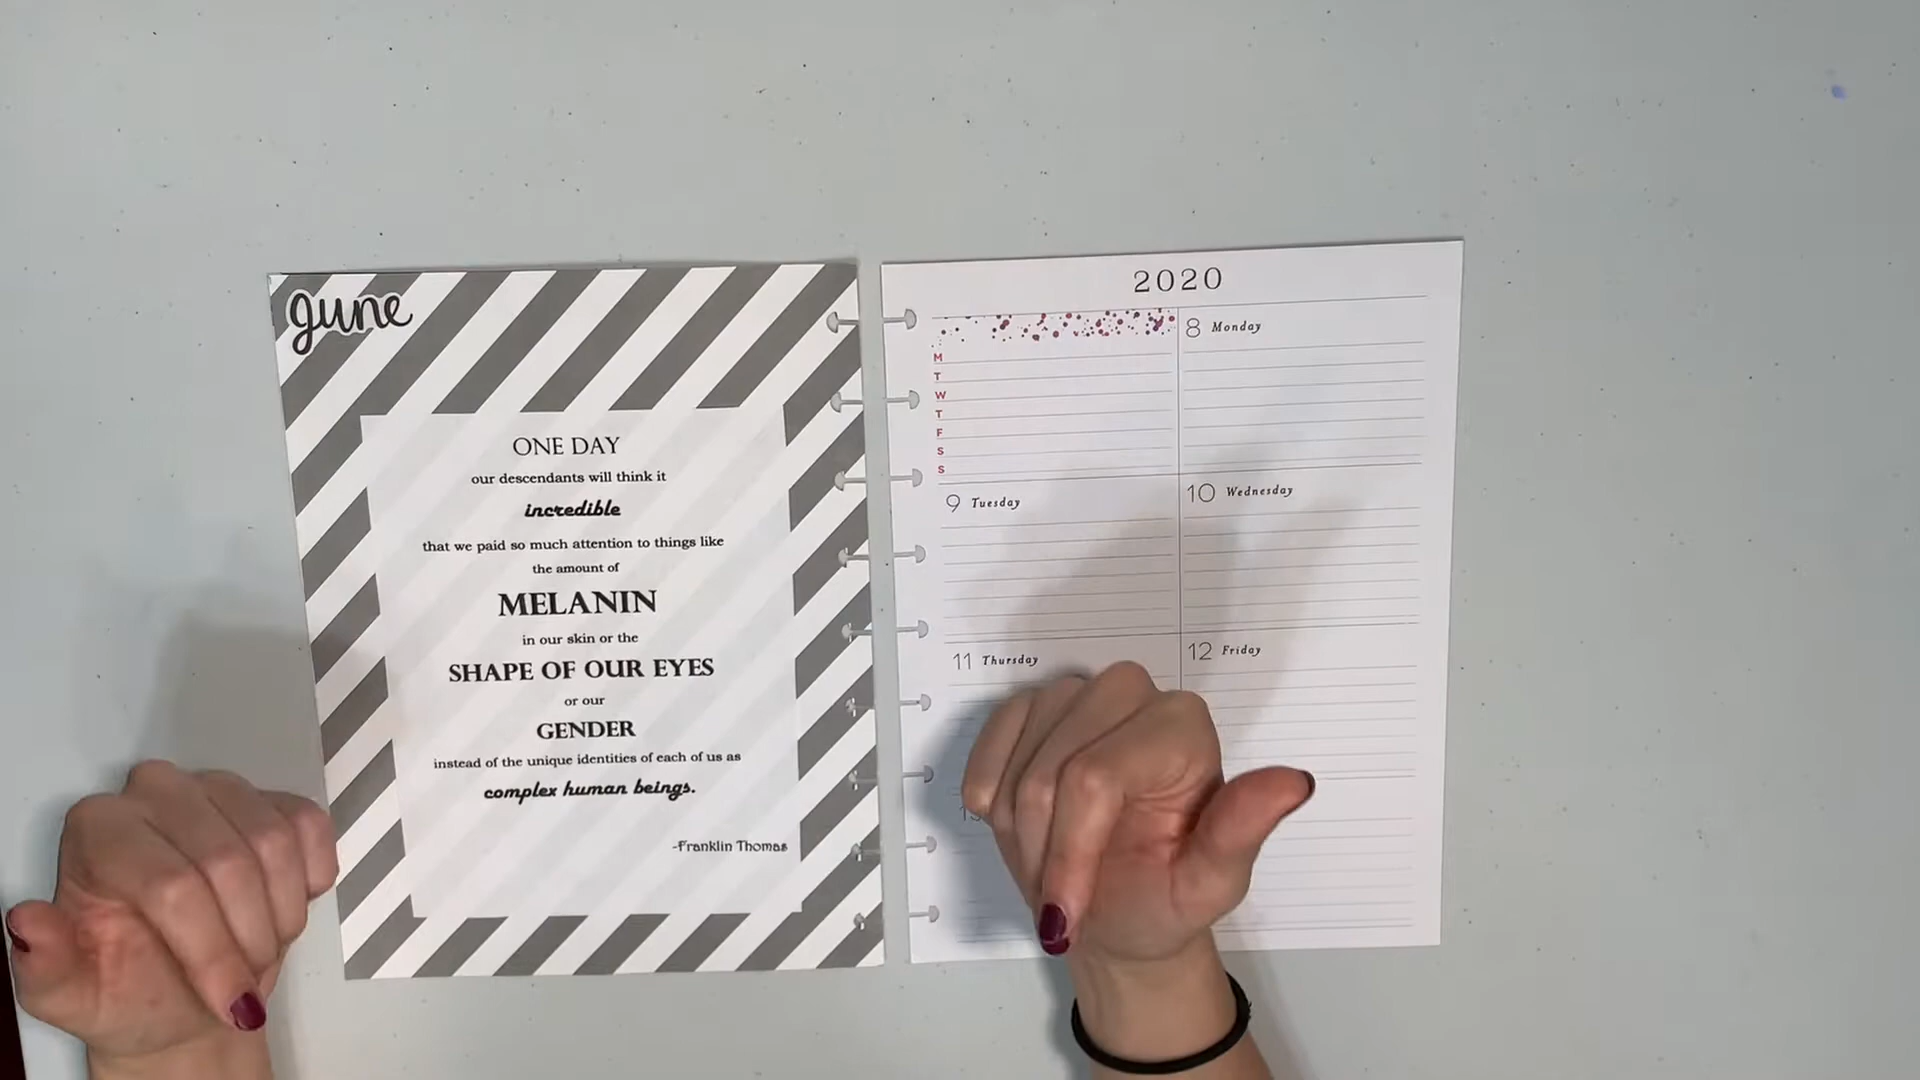 june
ONE DAY
our descendants will think it
incredible
that we paid so much attention to things like
the amount of
MELANIN
in our skin or the
SHAPE OF OUR EYES
or our
GENDER
instead of the unique identities of each of us as
complex human beings.
-Franklin Thomas
2020
M
T
W
T
F
S
S
8 Monday
9 Tuesday
10 Wednesday
11 Thursday
12 Friday